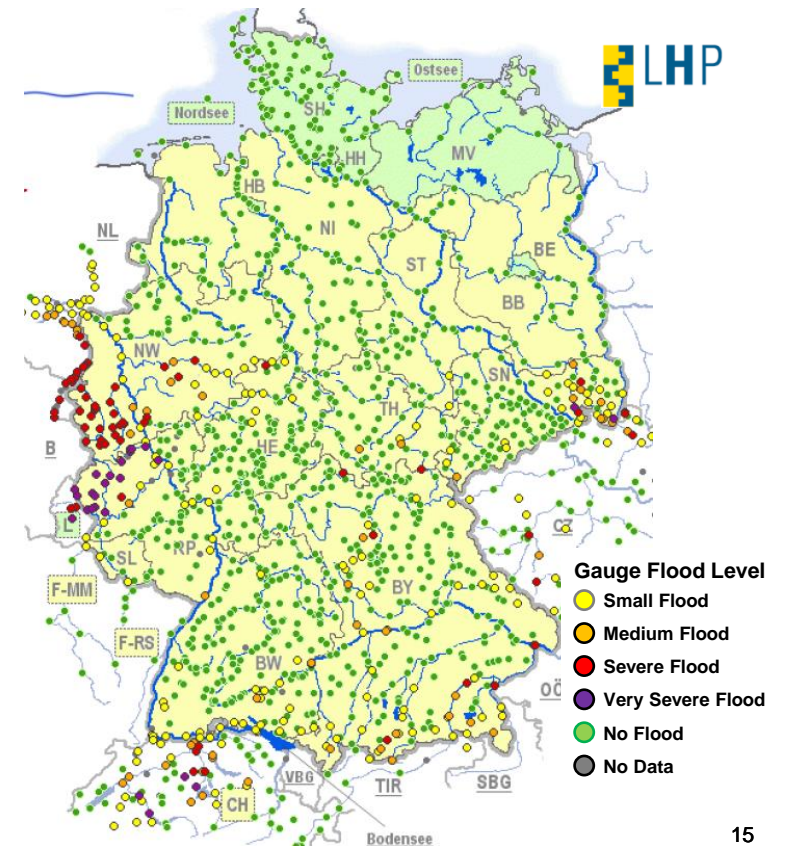 LHP
Ostsee
Nordsee
SH
HH
MV
HB
NL
NI
ST
BE
BB
NW
SN
TH
HE
B
L
CZ
RP
SL
F-MM
BY
F-RS
BW
OÖ
VBG
TIR
SBG
CH
Bodensee
Gauge Flood Level
Small Flood
Medium Flood
Severe Flood
Very Severe Flood
No Flood
No Data
15